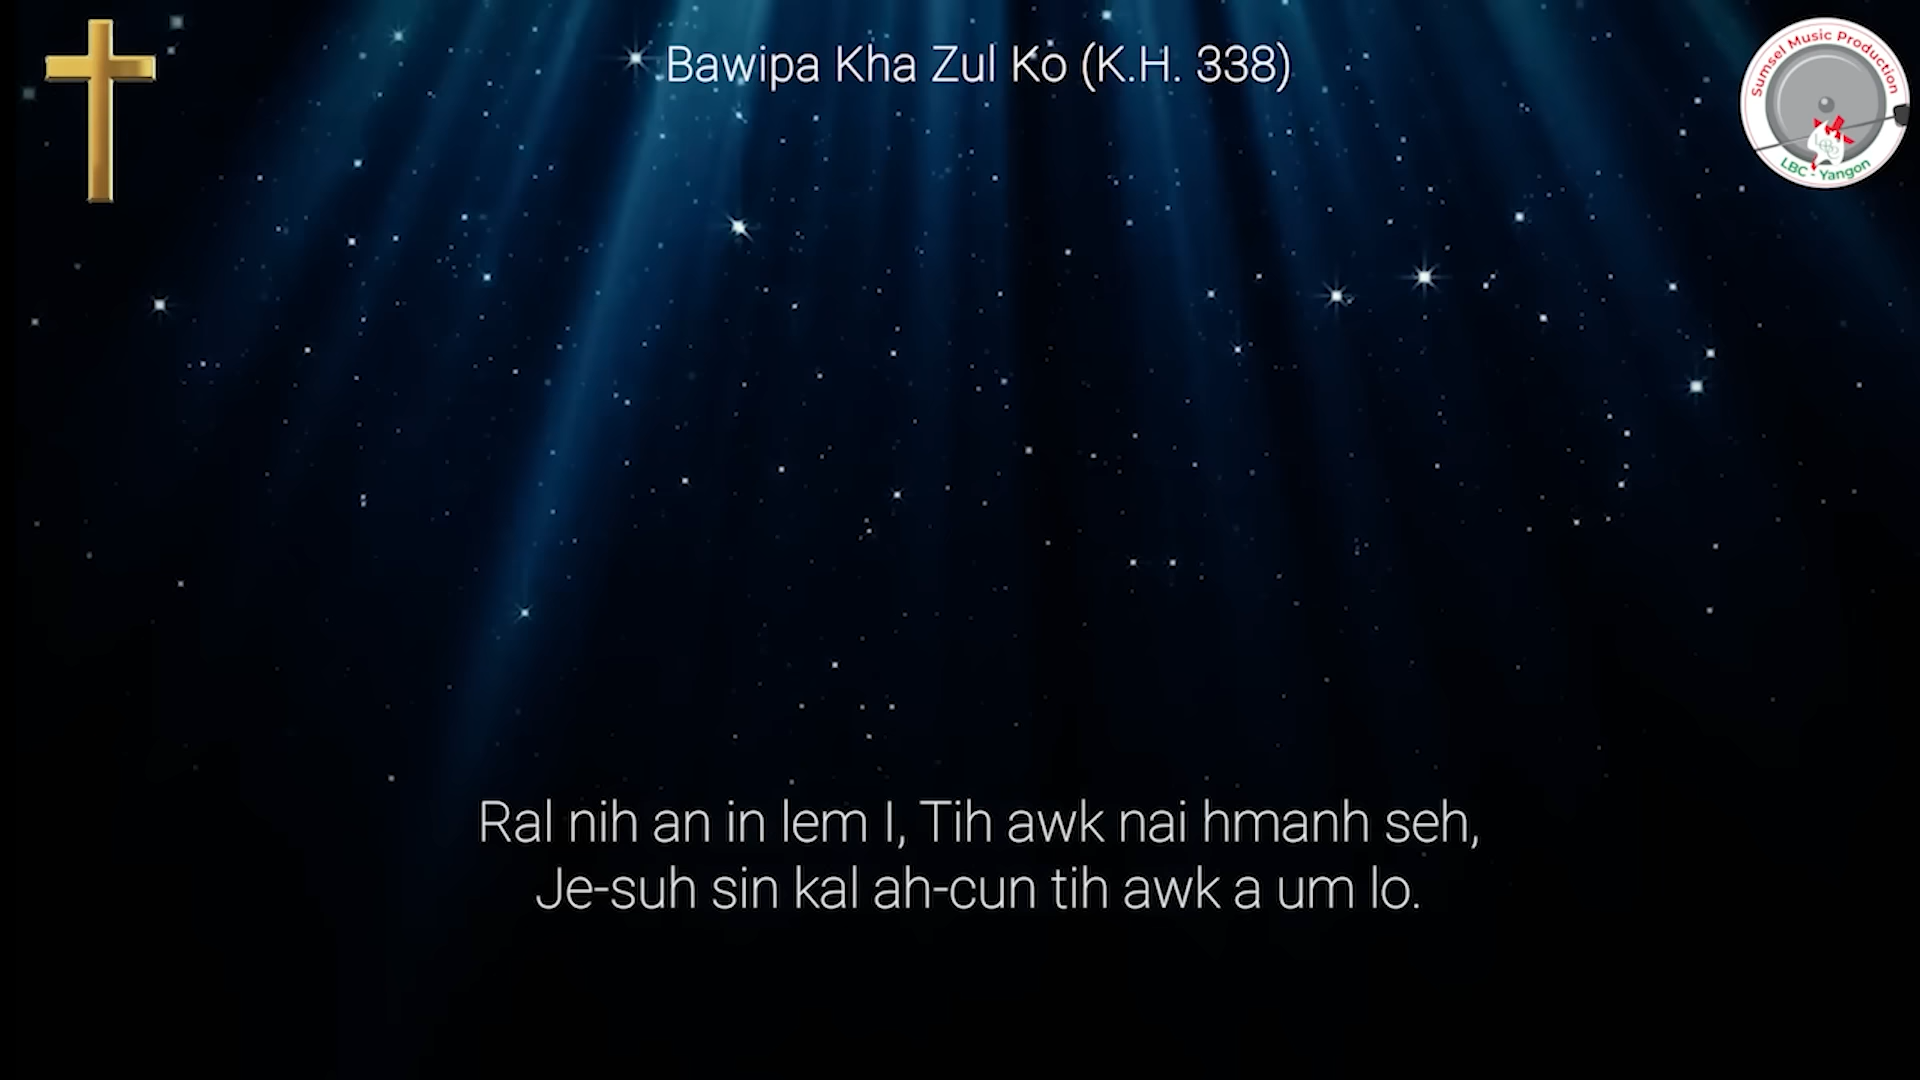 Bawipa Kha Zul Ko (K.H. 338)
Sumsel Music Production
LBC - Yangon
Ral nih an in lem I, Tih awk nai hmanh seh,
Je-suh sin kal ah-cun tih awk a um lo.